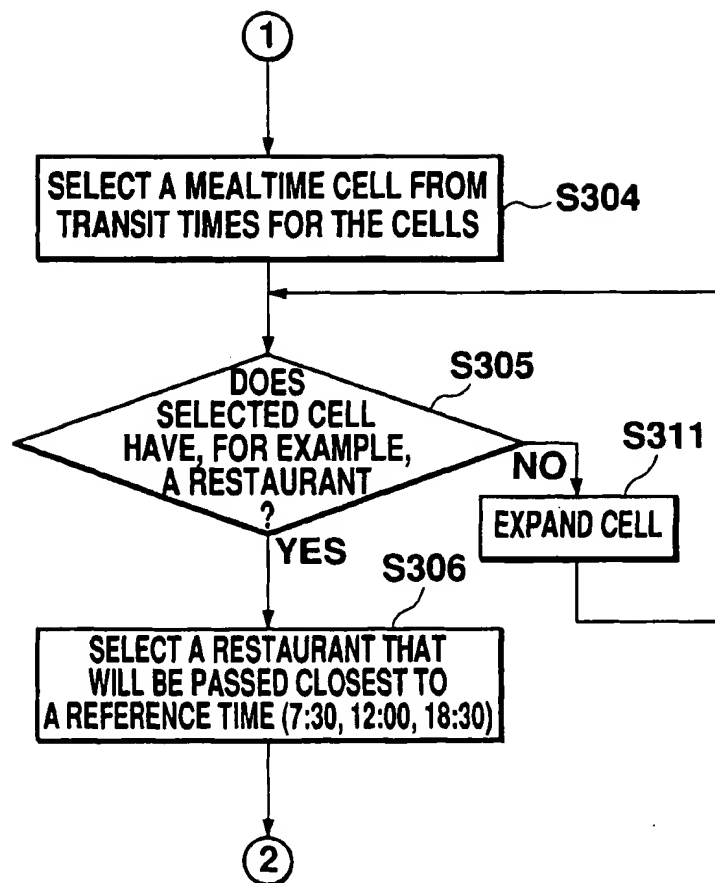 1
SELECT A MEALTIME CELL FROM
TRANSIT TIMES FOR THE CELLS
S304
S305
DOES
SELECTED CELL
HAVE, FOR EXAMPLE,
A RESTAURANT
?
NO
S311
EXPAND CELL
YES
S306
SELECT A RESTAURANT THAT
WILL BE PASSED CLOSEST TO
A REFERENCE TIME (7:30, 12:00, 18:30)
2